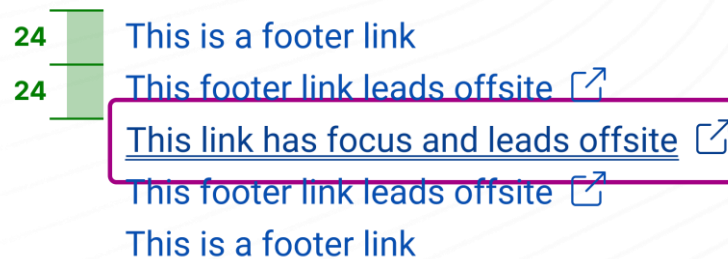 24 This is a footer link
24 This footer link leads offsite
This link has focus and leads offsite
This footer link leads offsite
This is a footer link